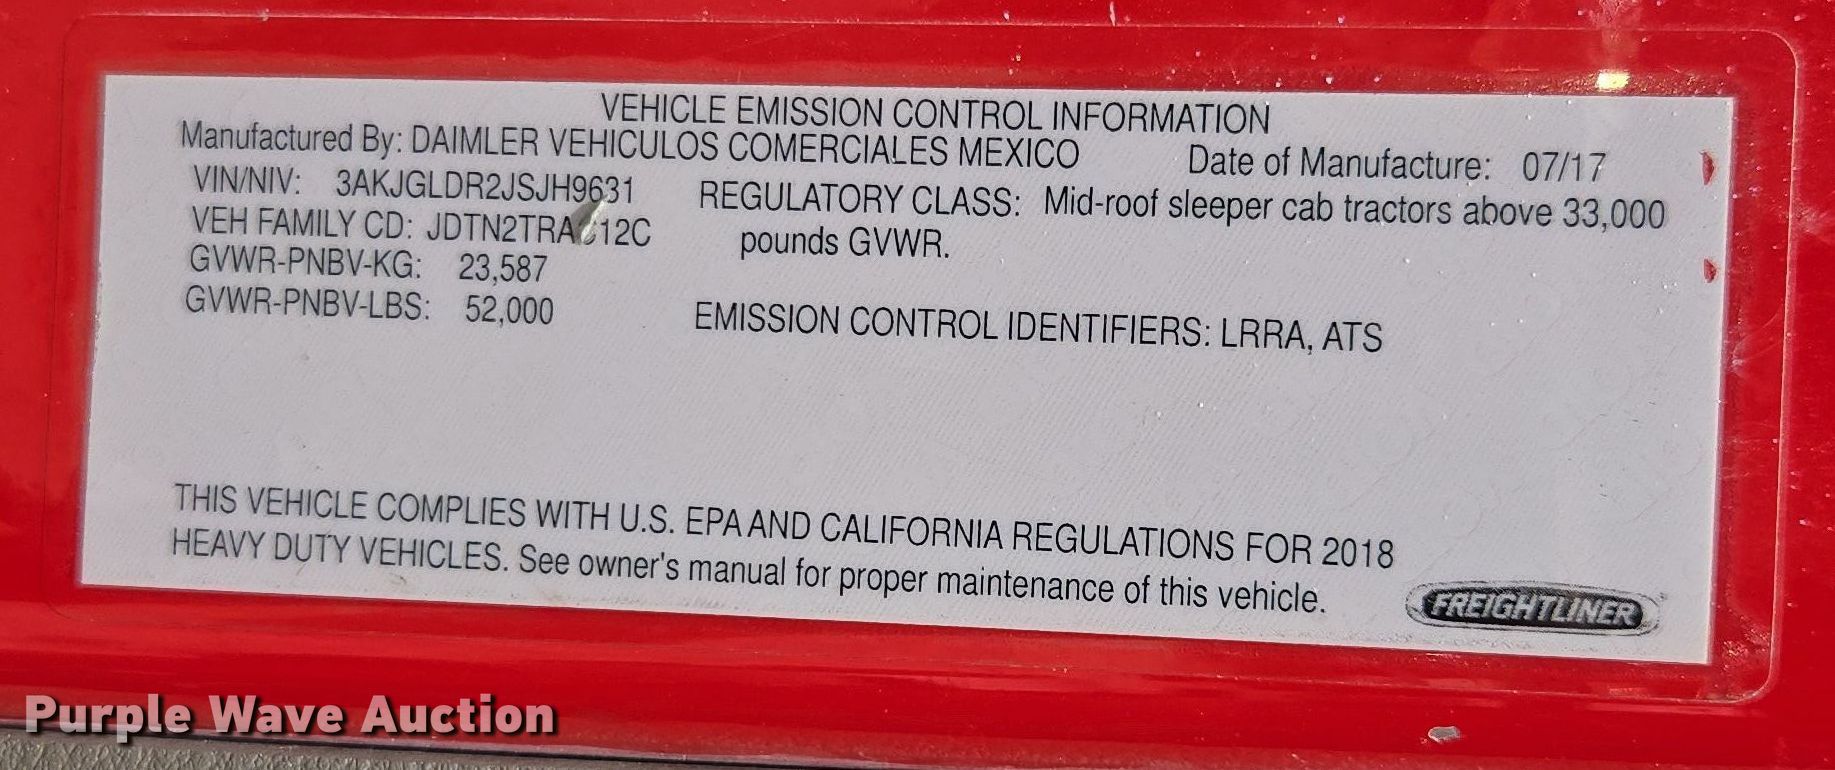 VEHICLE EMISSION CONTROL INFORMATION
Manufactured By: DAIMLER VEHICULOS COMERCIALES MEXICO Date of Manufacture: 07/17
VIN/NIV: 3AKJGLDR2JSJH9631 REGULATORY CLASS: Mid-roof sleeper cab tractors above 33,000
VEH FAMILY CD: pounds GVWR.
GVWR-PNBV-KG: 23,587
GVWR-PNBV-LBS: 52,000 EMISSION CONTROL IDENTIFIERS: LRRA, ATS
THIS VEHICLE COMPLIES WITH U.S. EPA AND CALIFORNIA REGULATIONS FOR 2018
HEAVY DUTY VEHICLES. See owner's manual for proper maintenance of this vehicle.
FREIGHTLINER
Purple Wave Auction